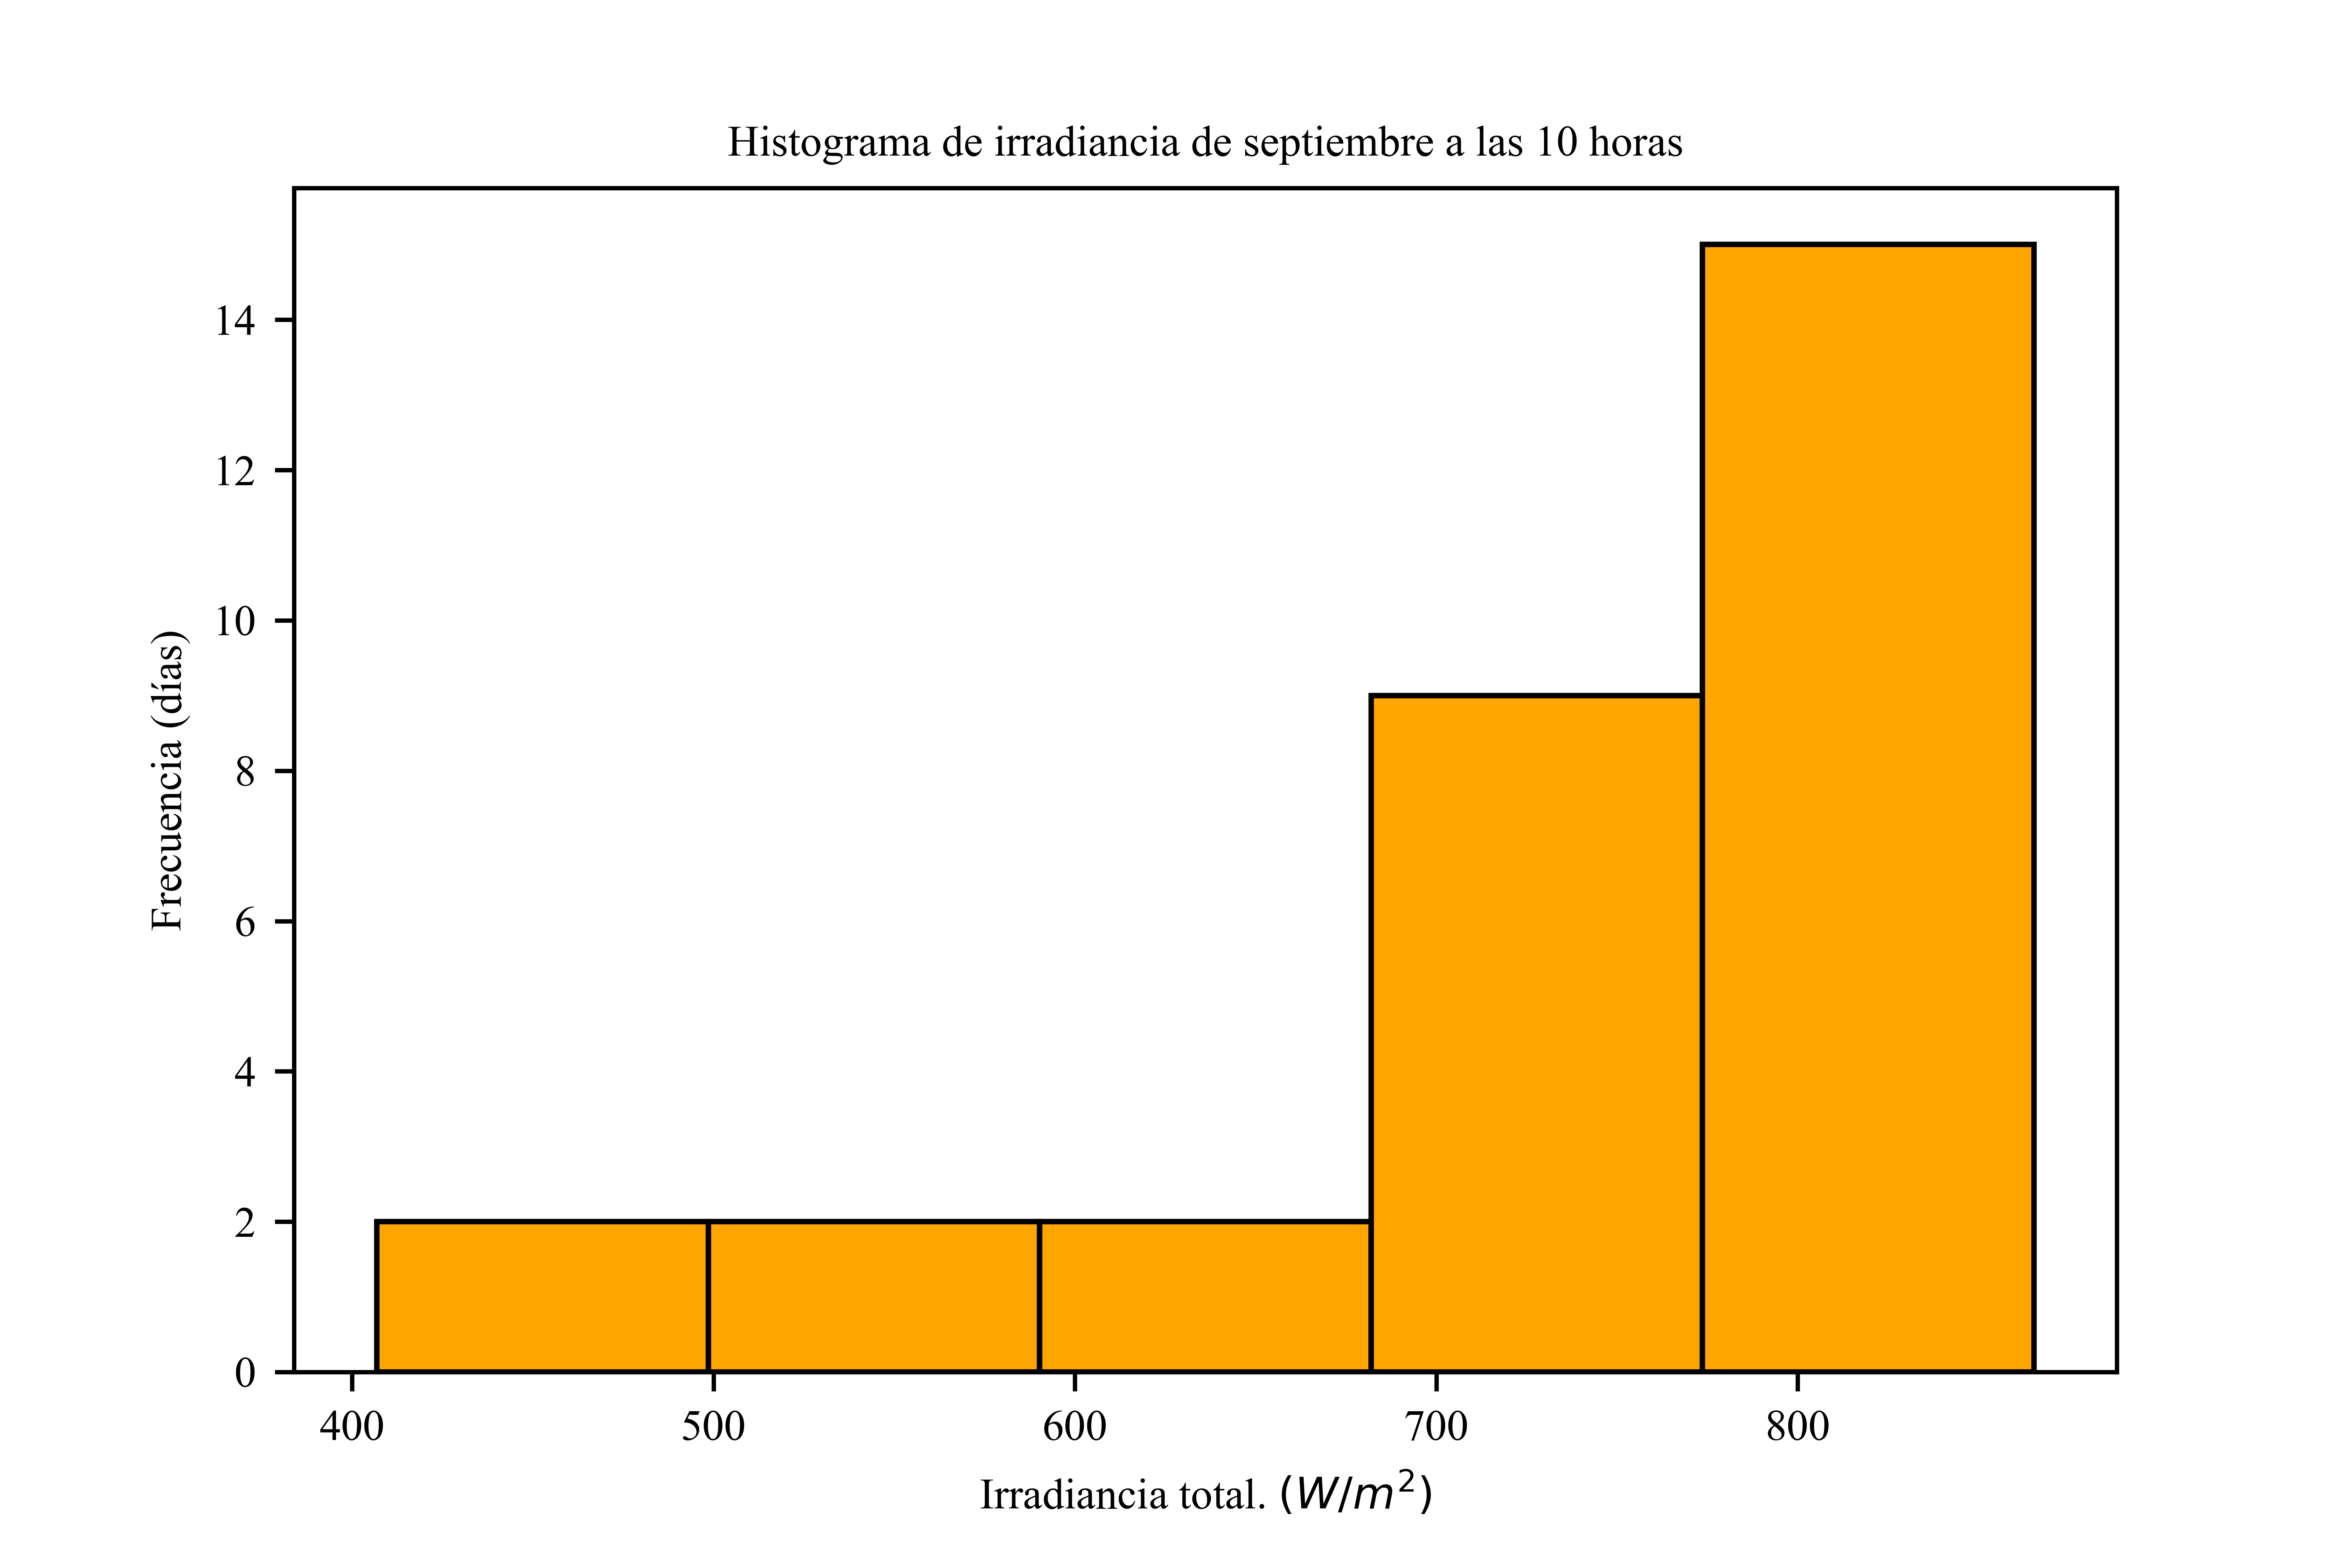 Histograma de irradiancia de septiembre a las 10 horas
Frecuencia (días)
14
12
10
8
6
4
2
0
400 500 600 700 800
Irradiancia total. (W/m²)